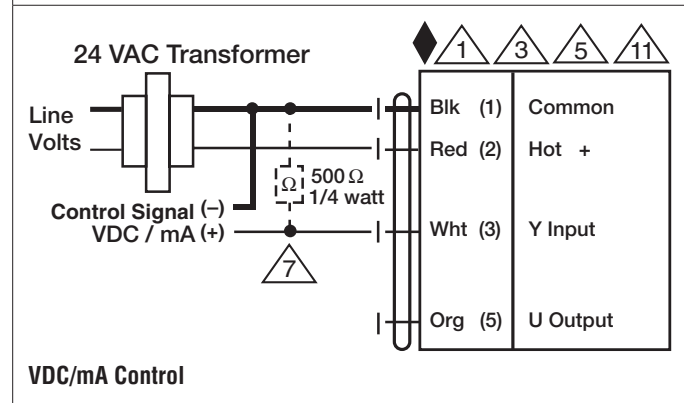 24 VAC Transformer
1 3 5 11
Line
Volts
Blk (1) Common
Red (2) Hot +
Ω 500 Ω
1/4 watt
Control Signal (–)
VDC / mA (+)
Wht (3) Y Input
7
Org (5) U Output
VDC/mA Control